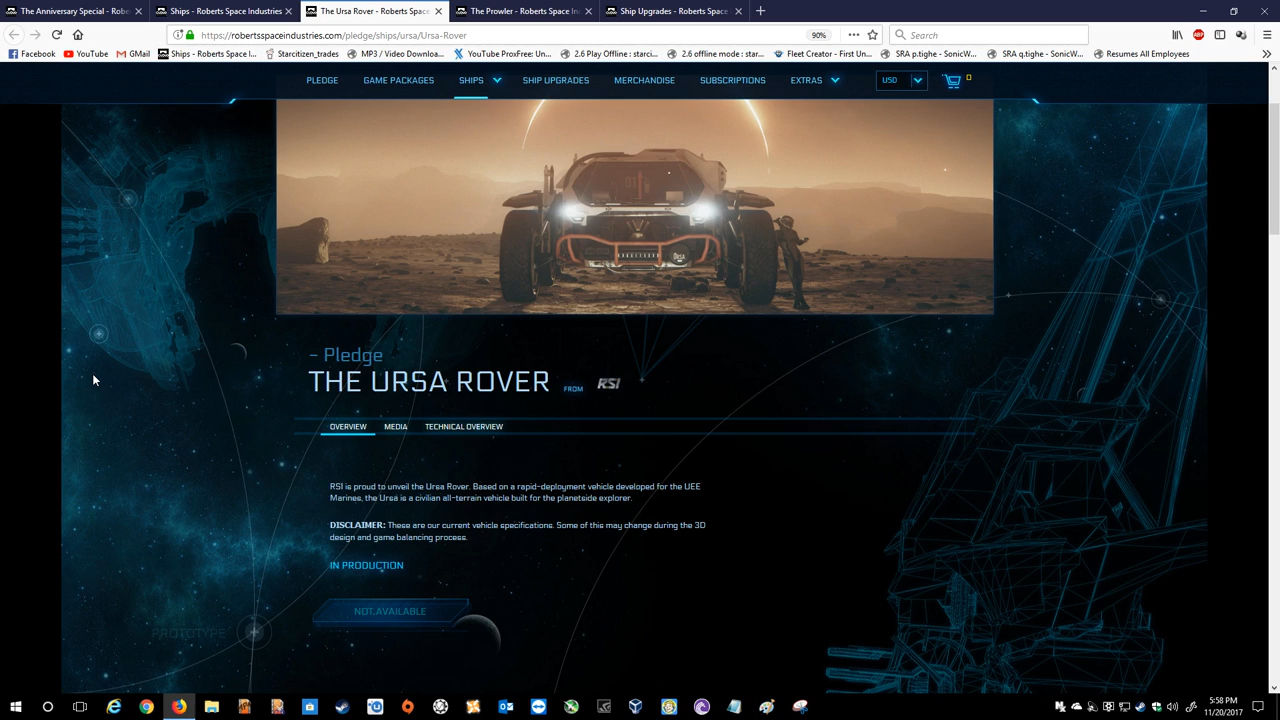 The Anniversary Special - Rober
Ships - Roberts Space Industries
The Ursa Rover - Roberts Space
The Prowler - Roberts Space In
Ship Upgrades - Roberts Space
https://robertsspaceindustries.com/pledge/ships/ursa/Ursa-Rover
90%
Search
Facebook
YouTube
GMail
Ships - Roberts Space I...
Starcitizen_trades
MP3 / Video Downloa...
YouTube ProxFree: Un...
2.6 Play Offline : starci...
2.6 offline mode : star...
Fleet Creator - First Un...
SRA p.tighe - SonicW...
SRA q.tighe - SonicW...
Resumes All Employees
PLEDGE
GAME PACKAGES
SHIPS
SHIP UPGRADES
MERCHANDISE
SUBSCRIPTIONS
EXTRAS
USD
0
- Pledge
THE URSA ROVER
FROM
RSI
OVERVIEW
MEDIA
TECHNICAL OVERVIEW
RSI is proud to unveil the Ursa Rover. Based on a rapid-deployment vehicle developed for the UEE
Marines, the Ursa is a civilian all-terrain vehicle built for the planetside explorer.
DISCLAIMER: These are our current vehicle specifications. Some of this may change during the 3D
design and game balancing process.
IN PRODUCTION
NOT AVAILABLE
PROTOTYPE
5:58 PM
11/20/2017